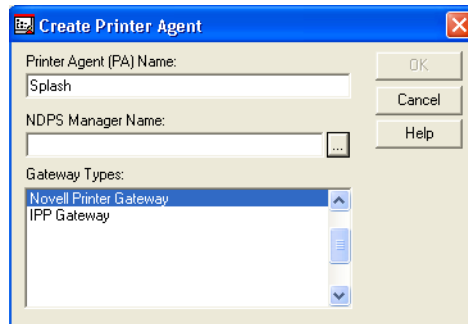 Create Printer Agent
Printer Agent (PA) Name:
OK
Splash
Cancel
NDPS Manager Name:
Help
...
Gateway Types:
Novell Printer Gateway
IPP Gateway